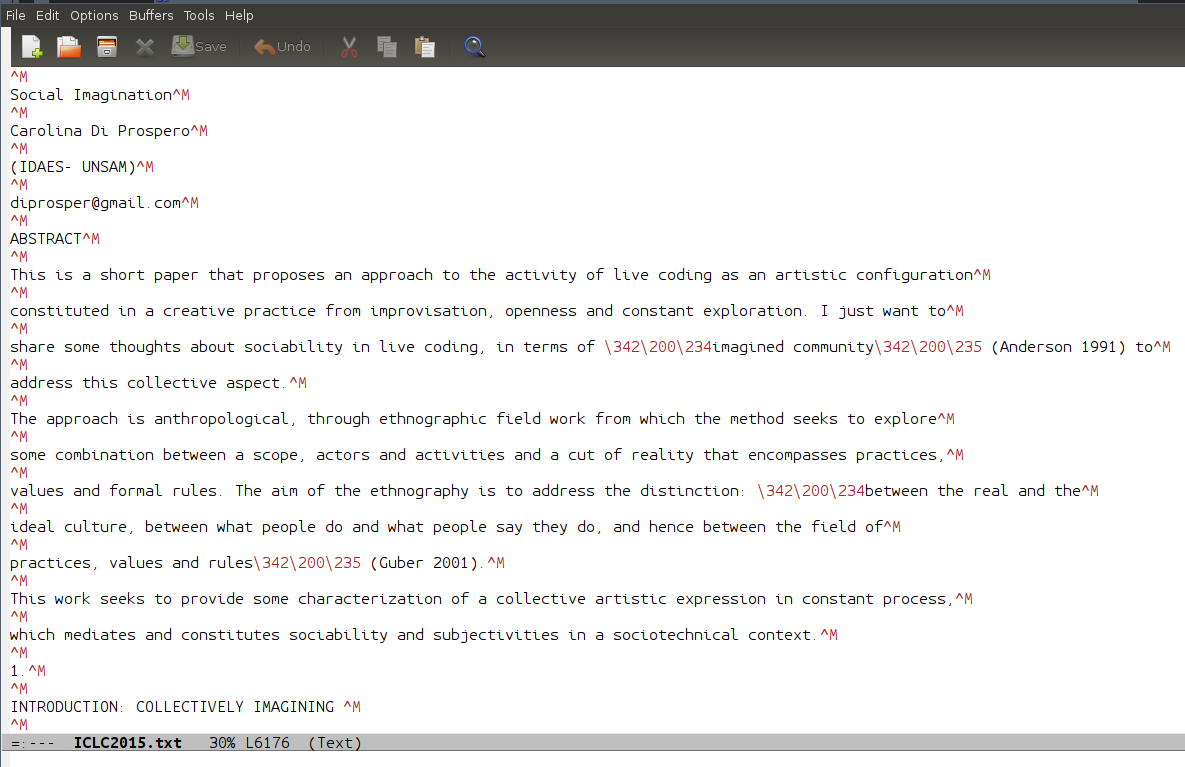 File Edit Options Buffers Tools Help
Save Undo
^M
Social Imagination^M
^M
Carolina Di Prospero^M
^M
(IDAES- UNSAM)^M
^M
diprosper@gmail.com^M
^M
ABSTRACT^M
^M
This is a short paper that proposes an approach to the activity of live coding as an artistic configuration^M
^M
constituted in a creative practice from improvisation, openness and constant exploration. I just want to^M
^M
share some thoughts about sociability in live coding, in terms of \342\200\234imagined community\342\200\235 (Anderson 1991) to^M
^M
address this collective aspect.^M
^M
The approach is anthropological, through ethnographic field work from which the method seeks to explore^M
^M
some combination between a scope, actors and activities and a cut of reality that encompasses practices,^M
^M
values and formal rules. The aim of the ethnography is to address the distinction: \342\200\234between the real and the^M
^M
ideal culture, between what people do and what people say they do, and hence between the field of^M
^M
practices, values and rules\342\200\235 (Guber 2001).^M
^M
This work seeks to provide some characterization of a collective artistic expression in constant process,^M
^M
which mediates and constitutes sociability and subjectivities in a sociotechnical context.^M
^M
1.^M
^M
INTRODUCTION: COLLECTIVELY IMAGINING ^M
^M
=:--- ICLC2015.txt 30% L6176 (Text)